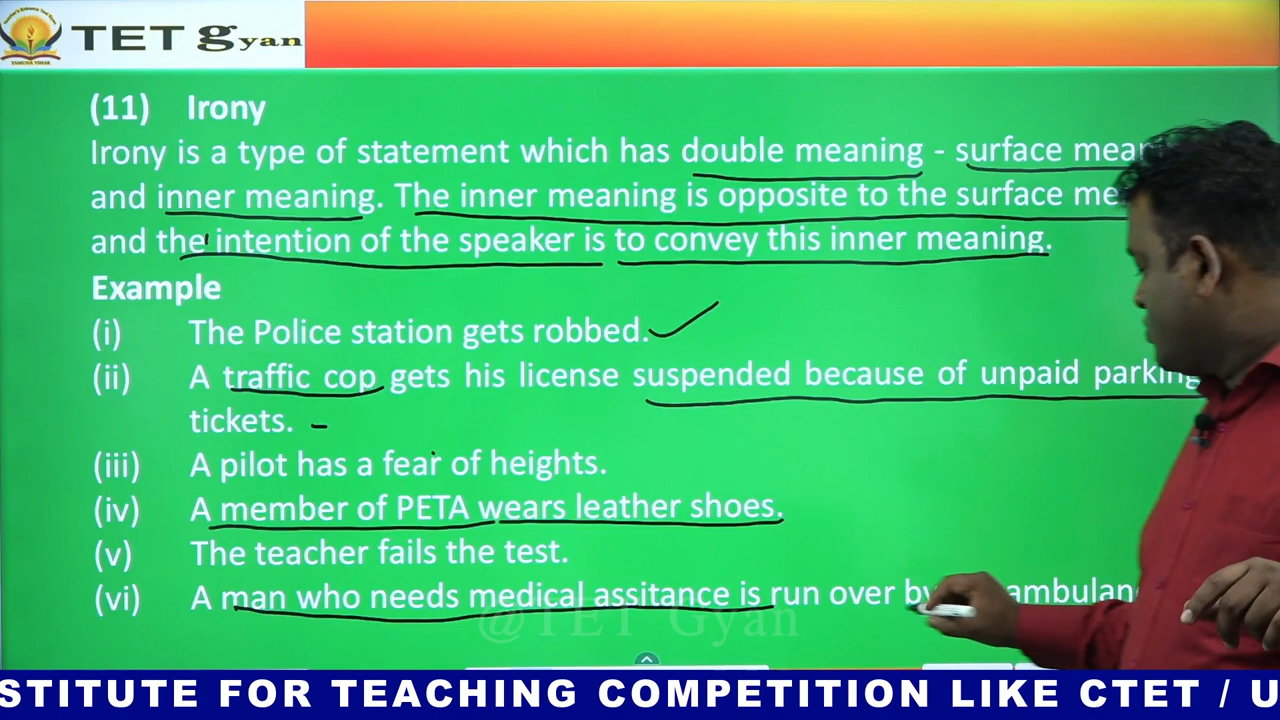 TET gyan
(11) Irony
Irony is a type of statement which has double meaning - surface
and inner meaning. The inner meaning is opposite to the surface
and the intention of the speaker is to convey this inner meaning.
Example
(i) The Police station gets robbed.
(ii) A traffic cop gets his license suspended because of unpaid parking
tickets.
(iii) A pilot has a fear of heights.
(iv) A member of PETA wears leather shoes.
(v) The teacher fails the test.
(vi) A man who needs medical assitance is run over by
@TET Gyan
STITUTE FOR TEACHING COMPETITION LIKE CTET / U